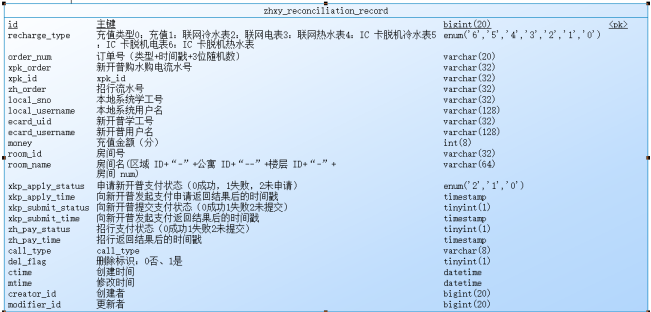 zhxy_reconciliation_record
id 主键 bigint(20) <pk>
recharge_type 充值类型0：充值1：联网冷水表2：联网电表3：联网热水表4：IC 卡脱机冷水表5 enum('6','5','4','3','2','1','0')
：IC 卡脱机电表6：IC 卡脱机热水表
order_num 订单号（类型+时间戳+3位随机数） varchar(20)
xpk_order 新开普购水购电流水号 varchar(32)
xpk_id xpk_id varchar(32)
zh_order 招行流水号 varchar(32)
local_sno 本地系统学工号 varchar(32)
local_username 本地系统用户名 varchar(128)
ecard_uid 新开普学工号 varchar(32)
ecard_username 新开普用户名 varchar(128)
money 充值金额（分） int(8)
room_id 房间号 varchar(32)
room_name 房间名(区域 ID+“-”+公寓 ID+“--”+楼层 ID+“-”+ varchar(64)
房间 num)
xkp_apply_status 申请新开普支付状态（0成功，1失败，2未申请） enum('2','1','0')
xkp_apply_time 向新开普发起支付申请返回结果后的时间戳 timestamp
xkp_submit_status 向新开普提交支付状态（0成功1失败2未提交） tinyint(1)
xkp_submit_time 向新开普发起支付返回结果后的时间戳 timestamp
zh_pay_status 招行支付状态（0成功1失败2未提交） tinyint(1)
zh_pay_time 招行返回结果后的时间戳 timestamp
call_type call_type varchar(8)
del_flag 删除标识：0否、1是 tinyint(1)
ctime 创建时间 datetime
mtime 修改时间 datetime
creator_id 创建者 bigint(20)
modifier_id 更新者 bigint(20)